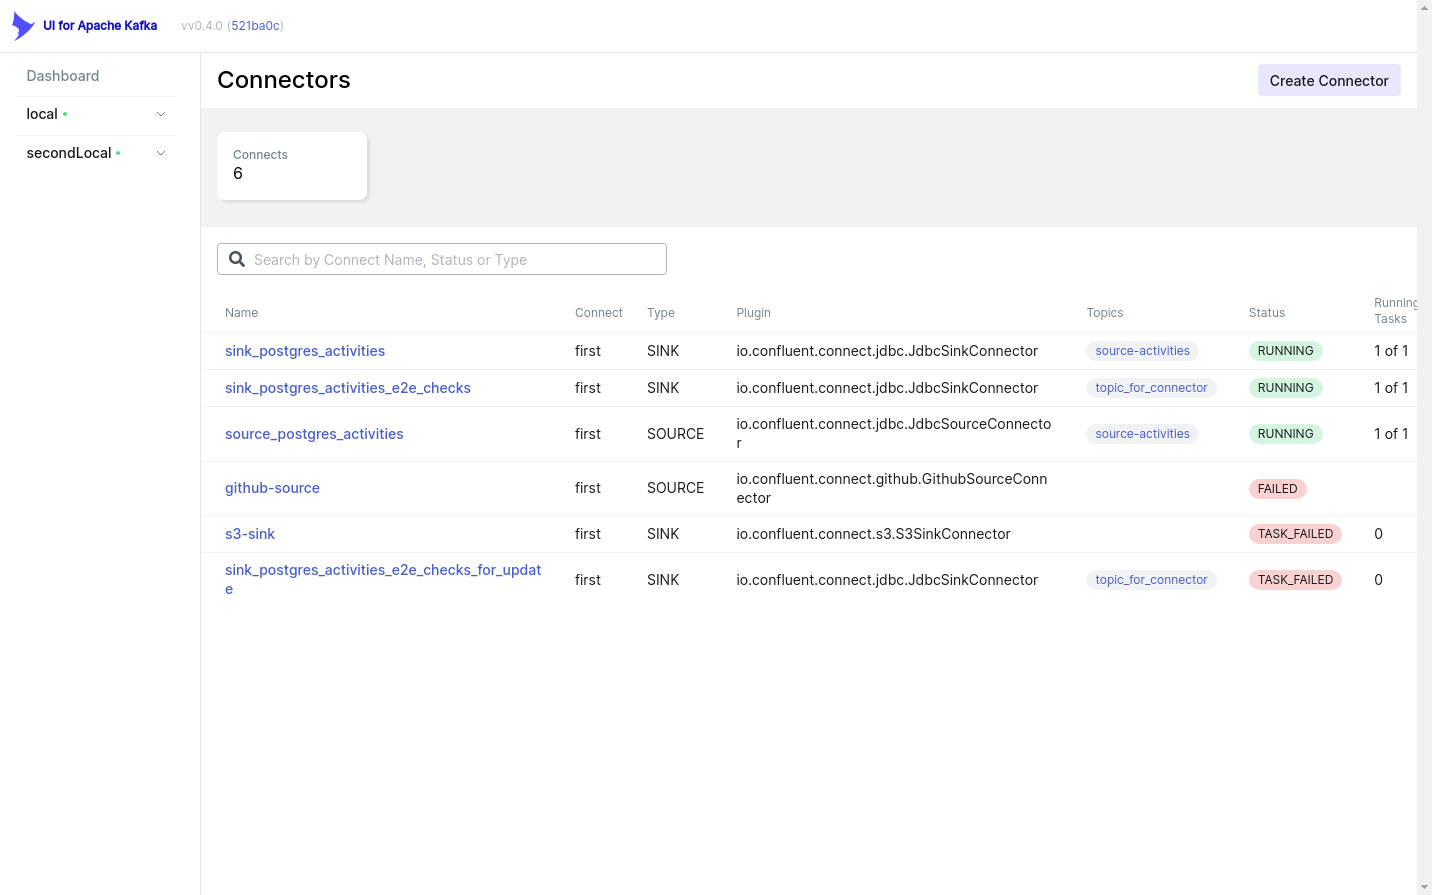 UI for Apache Kafka vv0.4.0 (521ba0c)
Dashboard
local
secondLocal
Connectors
Create Connector
Connects
6
Search by Connect Name, Status or Type
Name Connect Type Plugin Topics Status Running
Tasks
sink_postgres_activities first SINK io.confluent.connect.jdbc.JdbcSinkConnector source-activities RUNNING 1 of 1
sink_postgres_activities_e2e_checks first SINK io.confluent.connect.jdbc.JdbcSinkConnector topic_for_connector RUNNING 1 of 1
source_postgres_activities first SOURCE io.confluent.connect.jdbc.JdbcSourceConnecto
r source-activities RUNNING 1 of 1
github-source first SOURCE io.confluent.connect.github.GithubSourceConn
ector FAILED
s3-sink first SINK io.confluent.connect.s3.S3SinkConnector TASK_FAILED 0
sink_postgres_activities_e2e_checks_for_updat
e first SINK io.confluent.connect.jdbc.JdbcSinkConnector topic_for_connector TASK_FAILED 0